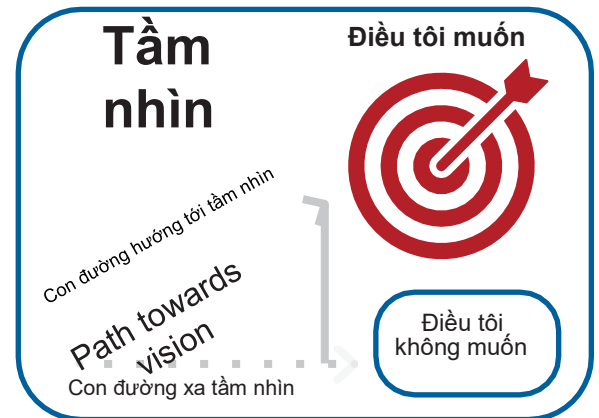 Tầm
nhìn
Điều tôi muốn
Con đường hướng tới tầm nhìn
Path towards
vision
Con đường xa tầm nhìn
Điều tôi
không muốn